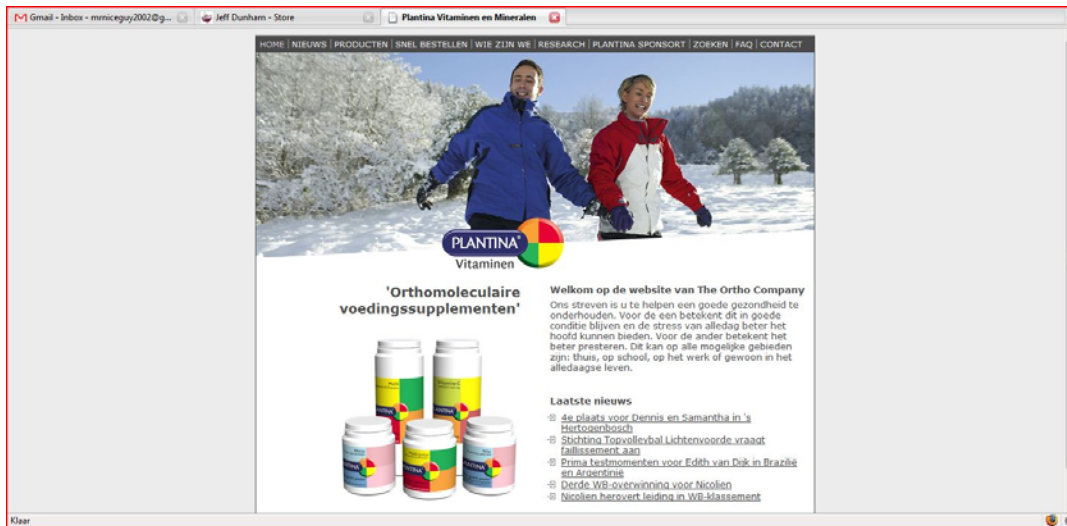 Gmail - Inbox - mrniceguy2002@g...
Jeff Dunham - Store
Plantina Vitaminen en Mineralen
HOME | NIEUWS | PRODUCTEN | SNEL BESTELLEN | WIE ZIJN WE | RESEARCH | PLANTINA SPONSORT | ZOEKEN | FAQ | CONTACT
PLANTINA®
Vitaminen
'Orthomoleculaire
voedingssupplementen'
Welkom op de website van The Ortho Company
Ons streven is u te helpen een goede gezondheid te
onderhouden. Voor de een betekent dit in goede
conditie blijven en de stress van alledag beter het
hoofd kunnen bieden. Voor de ander betekent het
beter presteren. Dit kan op alle mogelijke gebieden
zijn: thuis, op school, op het werk of gewoon in het
alledaagse leven.
Laatste nieuws
4e plaats voor Dennis en Samantha in 's
Hertogenbosch
Stichting Topvolleybal Lichtenvoorde vraagt
faillissement aan
Prima testmomenten voor Edith van Dijk in Brazilië
en Argentinië
Derde WB-overwinning voor Nicolien
Nicolien herovert leiding in WB-klassement
PLANTINA
PLANTINA
PLANTINA
PLANTINA
Klaar